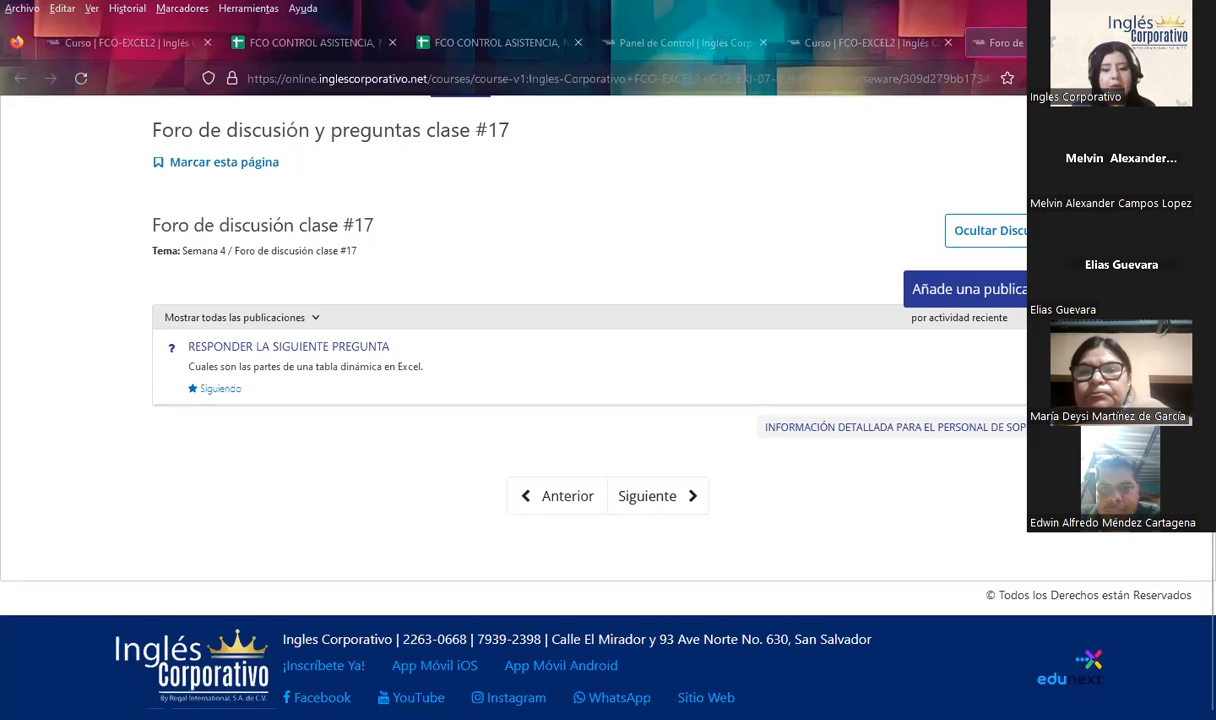 Archivo Editar Ver Historial Marcadores Herramientas Ayuda
Curso | FCO-EXCEL2 | Inglés
FCO CONTROL ASISTENCIA,
FCO CONTROL ASISTENCIA,
Panel de Control | Inglés Corp
Curso | FCO-EXCEL2 | Inglés C
Foro de
https://online.inglescorporativo.net/courses/course-v1:Ingles-Corporativo+FCO-EXCEL2
Foro de discusión y preguntas clase #17
Marcar esta página
Foro de discusión clase #17
Ocultar Discu
Tema: Semana 4 / Foro de discusión clase #17
Añade una publica
Mostrar todas las publicaciones
por actividad reciente
? RESPONDER LA SIGUIENTE PREGUNTA
Cuales son las partes de una tabla dinámica en Excel.
Siguiendo
INFORMACIÓN DETALLADA PARA EL PERSONAL DE SOP
Anterior
Siguiente
© Todos los Derechos están Reservados
Inglés Corporativo
By Regal International, S.A. de C.V.
Ingles Corporativo | 2263-0668 | 7939-2398 | Calle El Mirador y 93 Ave Norte No. 630, San Salvador
¡Inscríbete Ya! App Móvil iOS App Móvil Android
Facebook YouTube Instagram WhatsApp Sitio Web
edunext
Inglés
Corporativo
Ingles Corporativo
Melvin Alexander...
Melvin Alexander Campos Lopez
Elias Guevara
Elias Guevara
María Deysi Martínez de García
Edwin Alfredo Méndez Cartagena